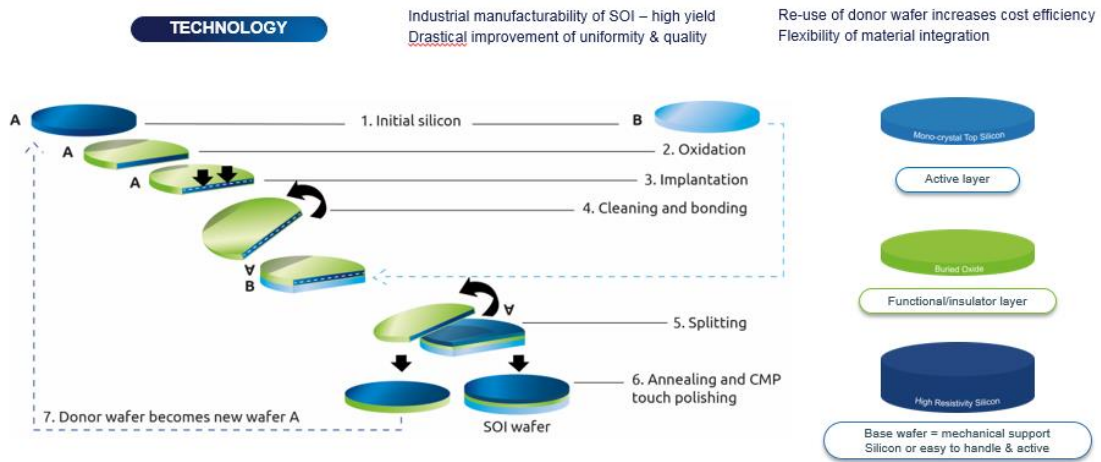 TECHNOLOGY
Industrial manufacturability of SOI – high yield
Drastical improvement of uniformity & quality
Re-use of donor wafer increases cost efficiency
Flexibility of material integration
A
1. Initial silicon
B
A
2. Oxidation
A
3. Implantation
4. Cleaning and bonding
A
B
A
5. Splitting
6. Annealing and CMP
touch polishing
7. Donor wafer becomes new wafer A
SOI wafer
Mono-crystal Top Silicon
Active layer
Buried Oxide
Functional/insulator layer
High Resistivity Silicon
Base wafer = mechanical support
Silicon or easy to handle & active